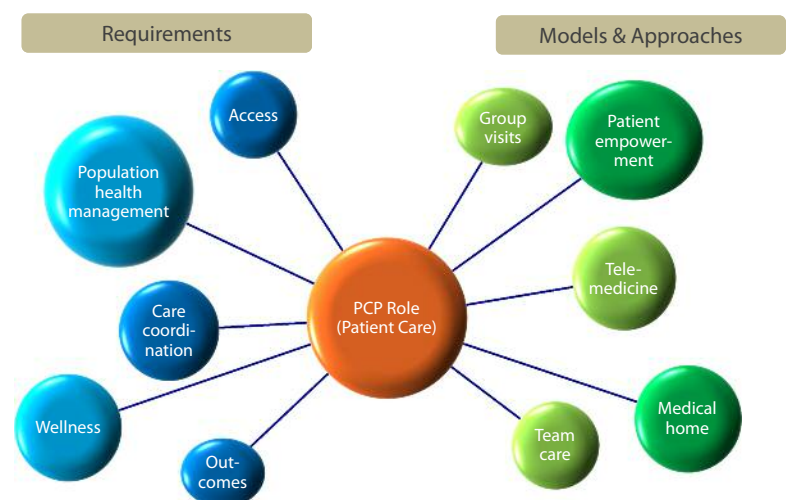 Requirements
Models & Approaches
Access
Population
health
management
Care
coordi-
nation
Wellness
Out-
comes
PCP Role
(Patient Care)
Group
visits
Patient
empower-
ment
Tele-
medicine
Medical
home
Team
care